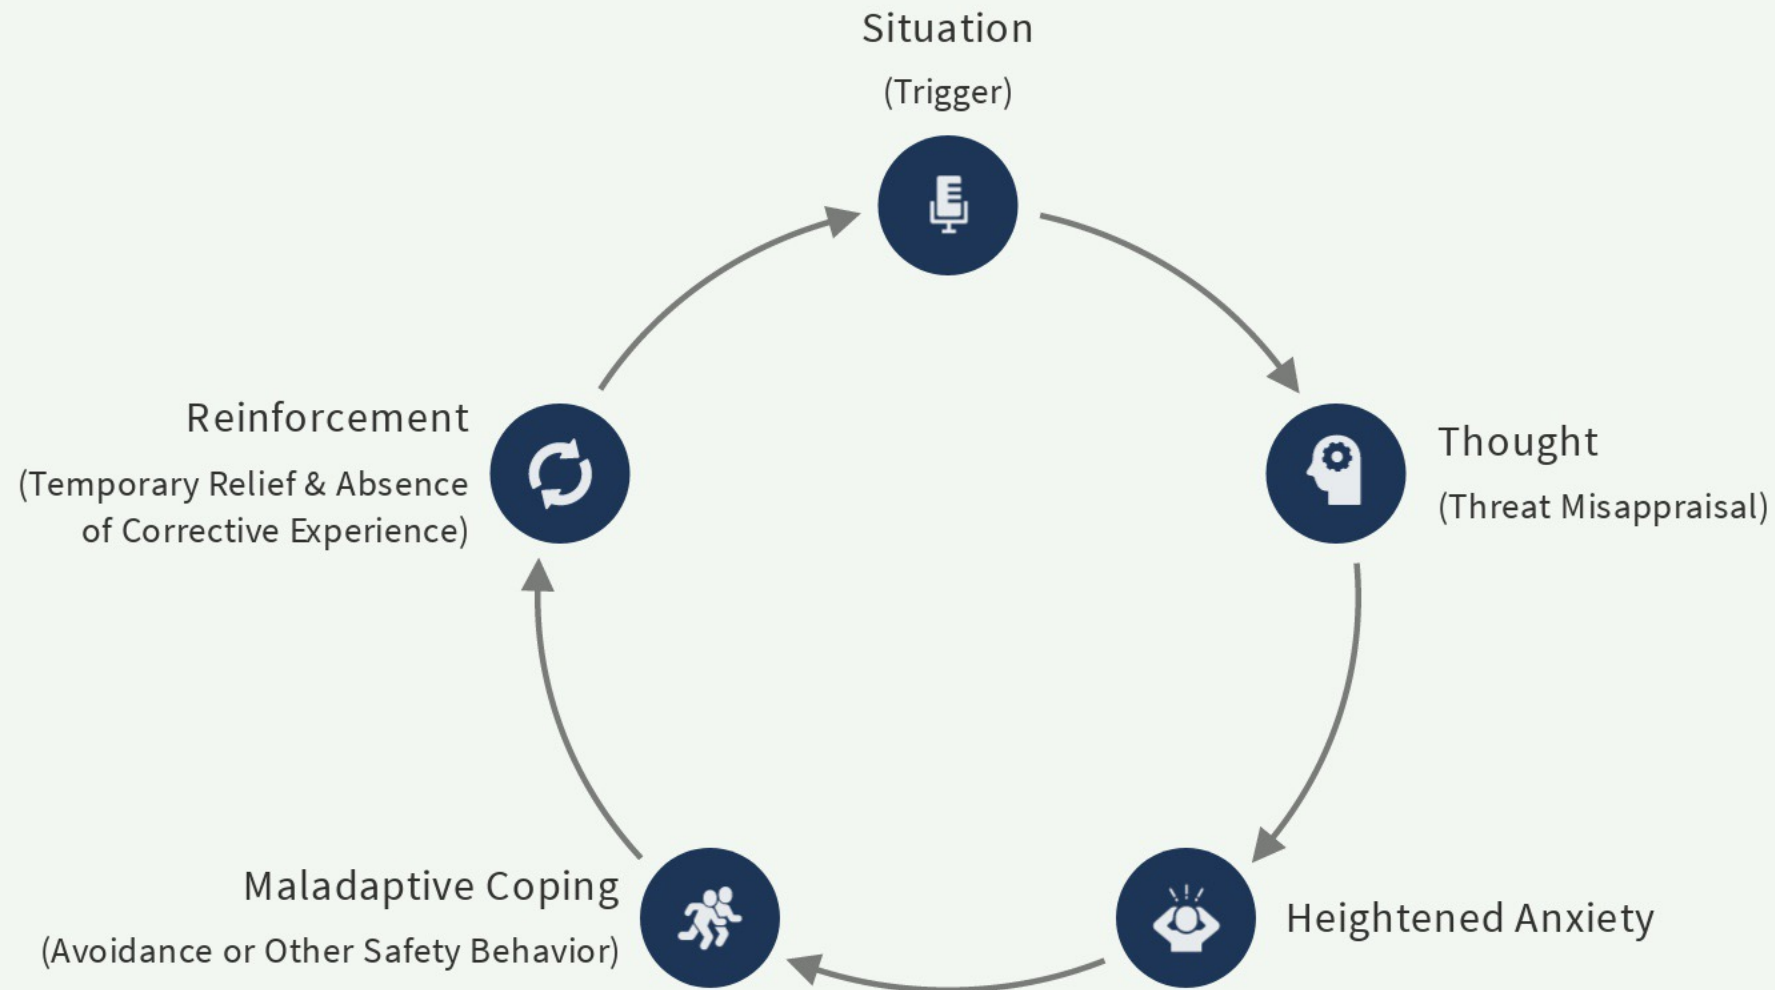 Situation
(Trigger)
Thought
(Threat Misappraisal)
Heightened Anxiety
Maladaptive Coping
(Avoidance or Other Safety Behavior)
Reinforcement
(Temporary Relief & Absence
of Corrective Experience)